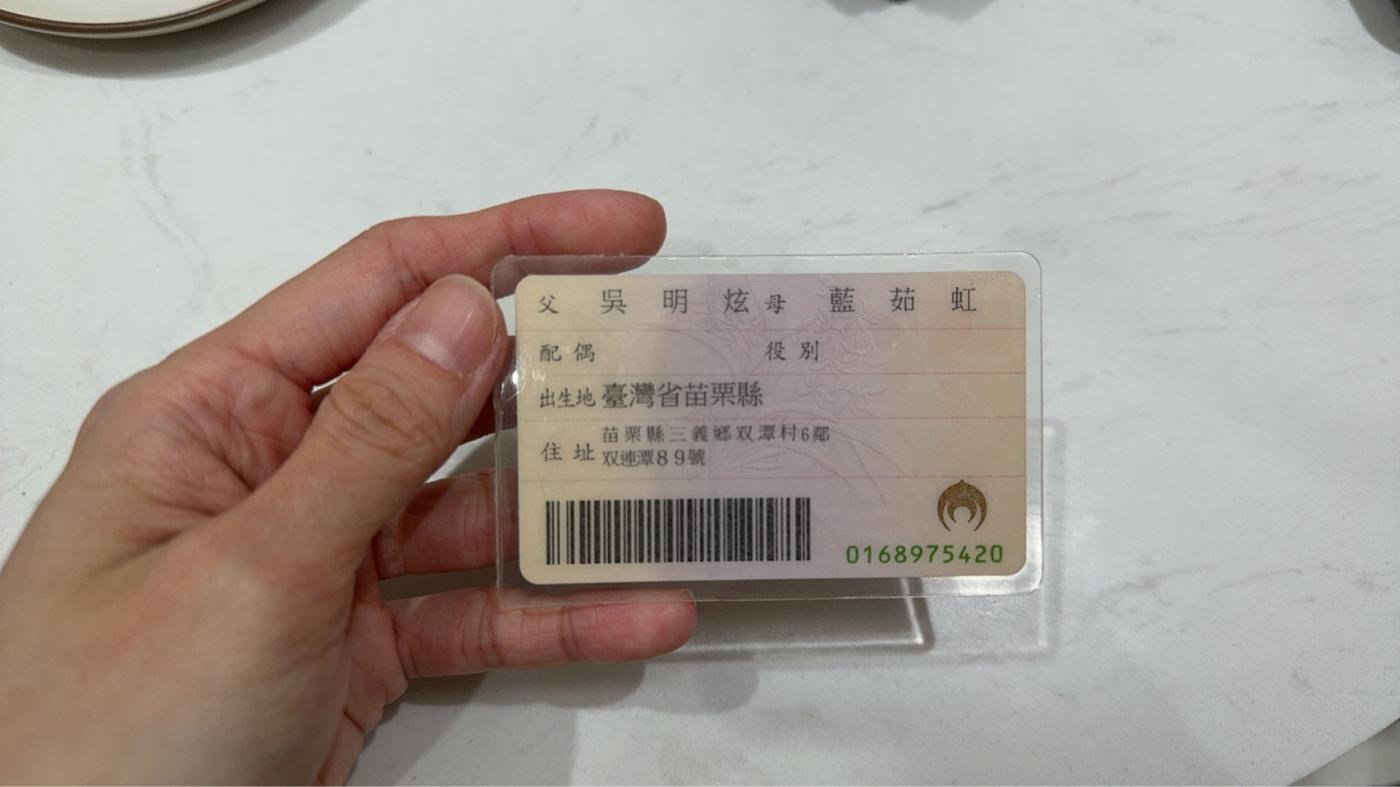 父 吳明炫 母 藍茹虹
配偶 役別
出生地 臺灣省苗栗縣
住址 苗栗縣三義鄉双潭村6鄰
双連潭89號
0168975420